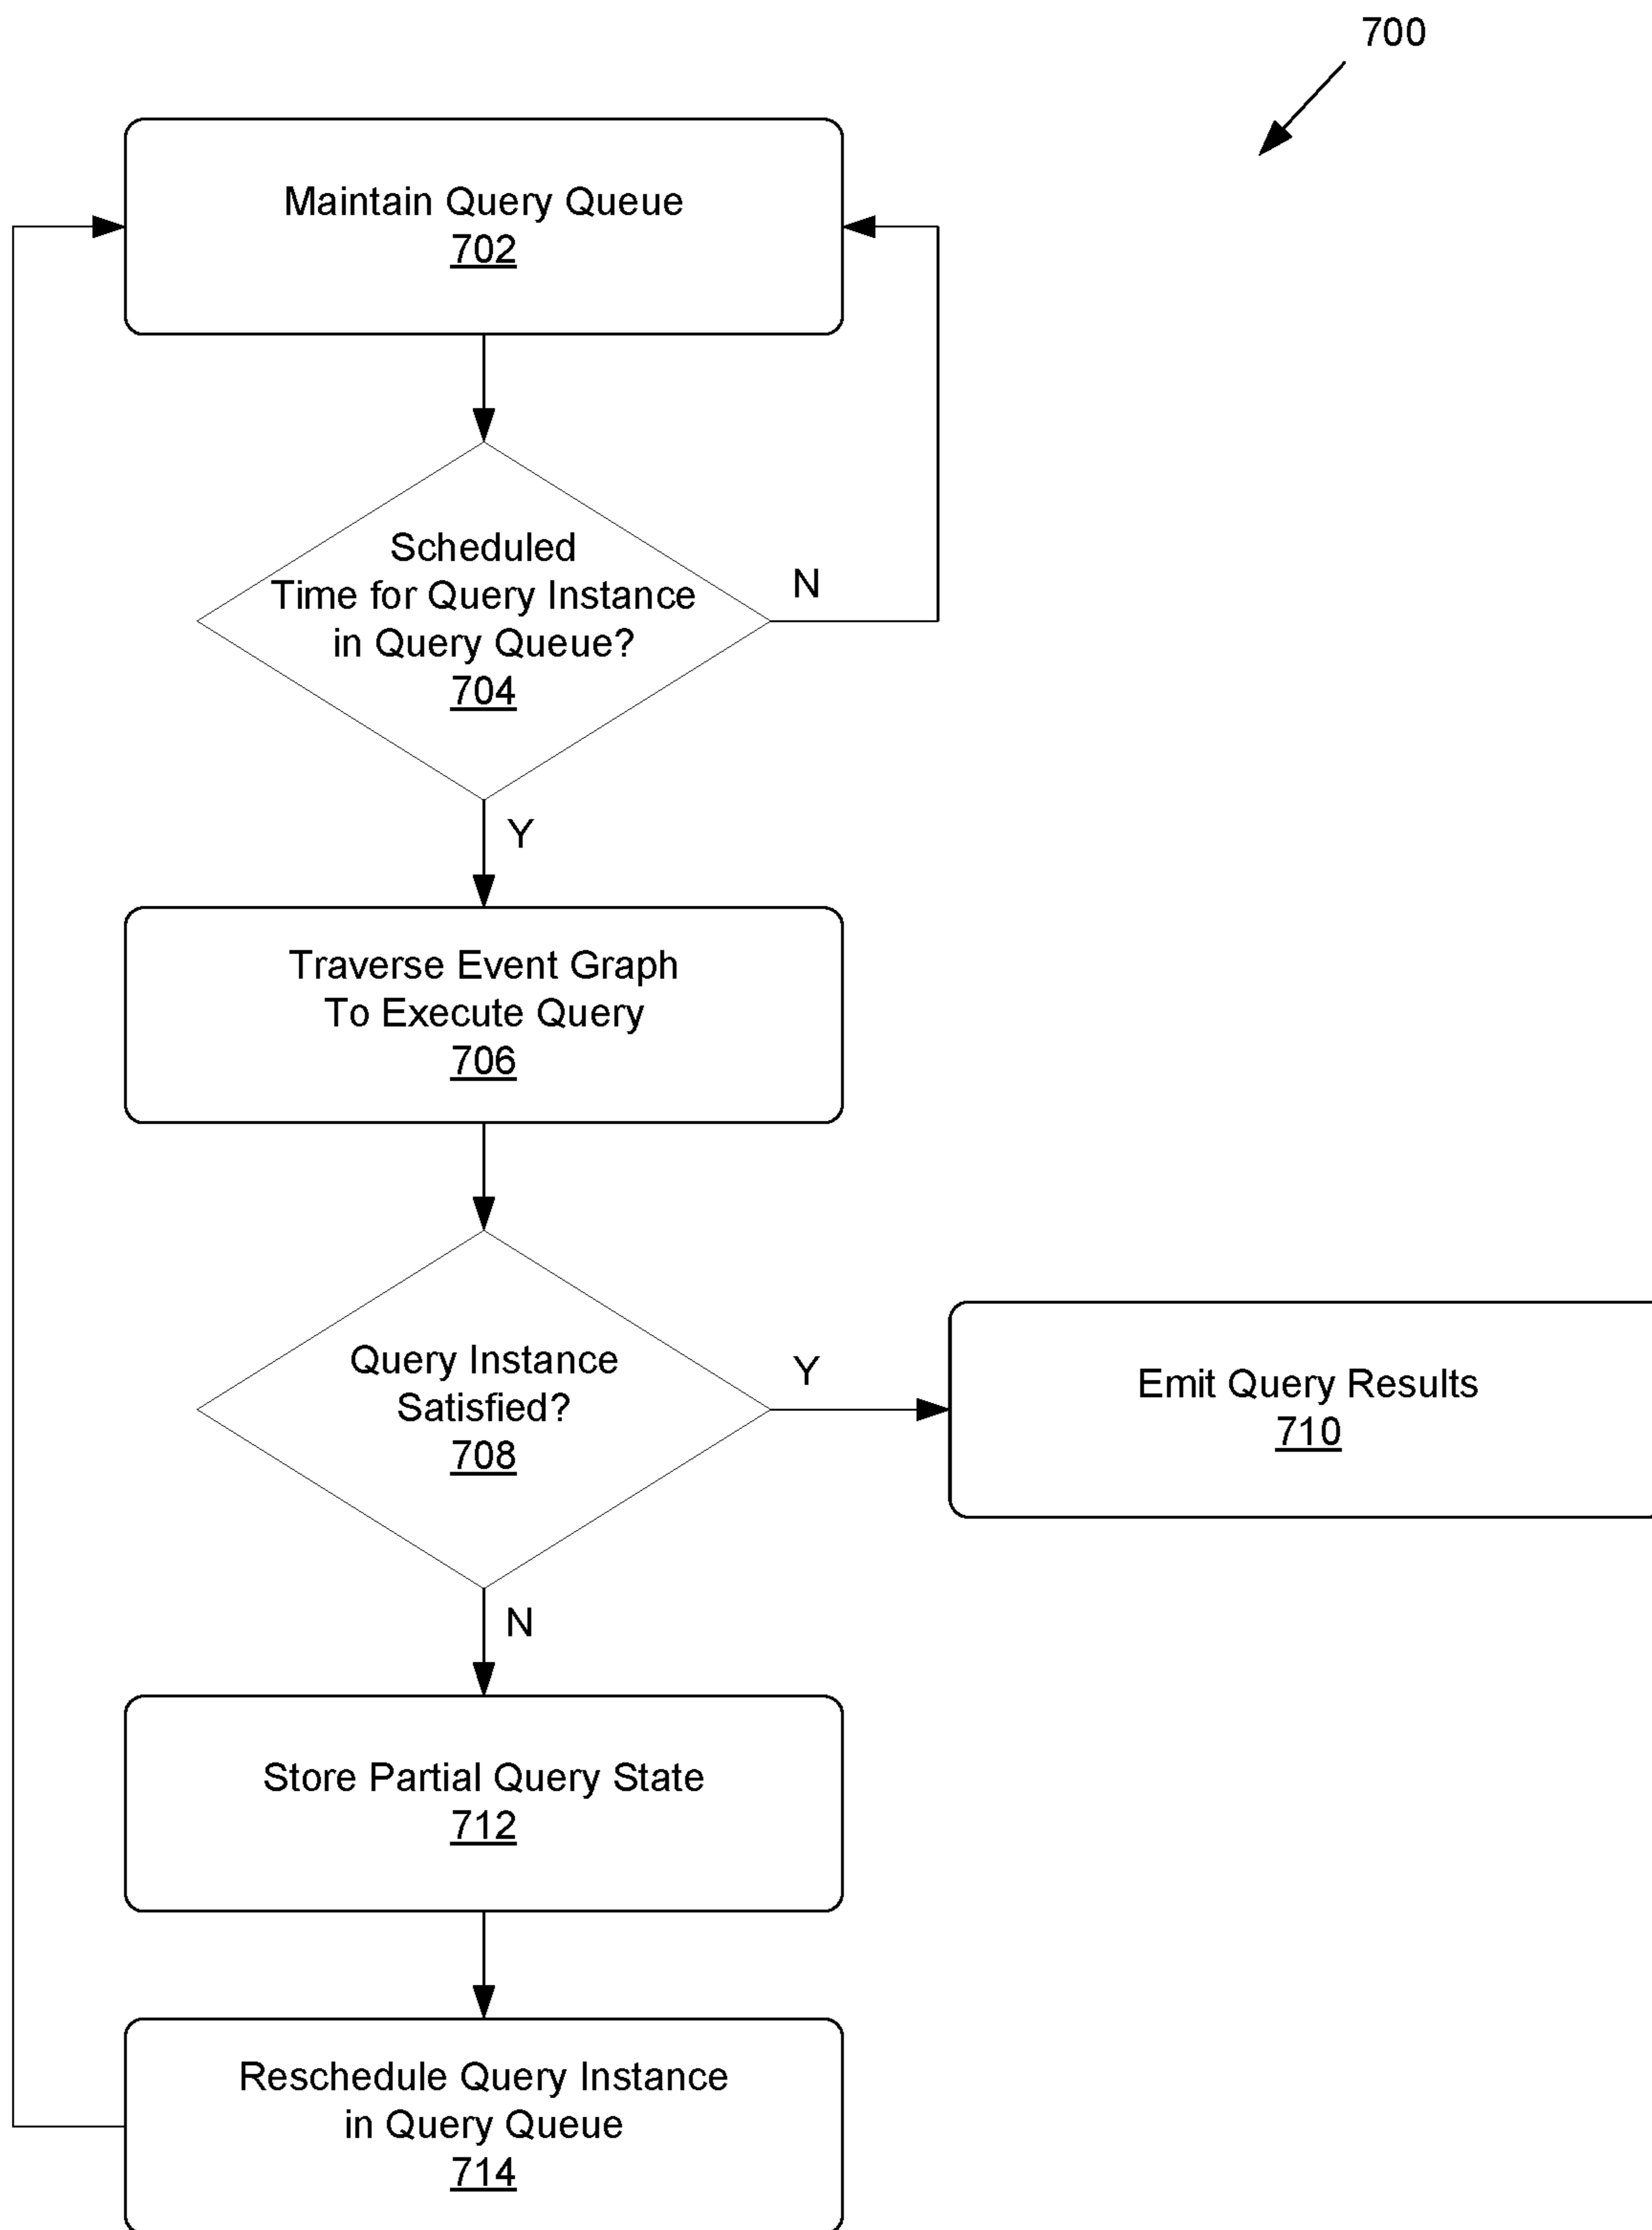 700
Maintain Query Queue
702
Scheduled
Time for Query Instance
in Query Queue?
704
N
Y
Traverse Event Graph
To Execute Query
706
Query Instance
Satisfied?
708
Y
Emit Query Results
710
N
Store Partial Query State
712
Reschedule Query Instance
in Query Queue
714